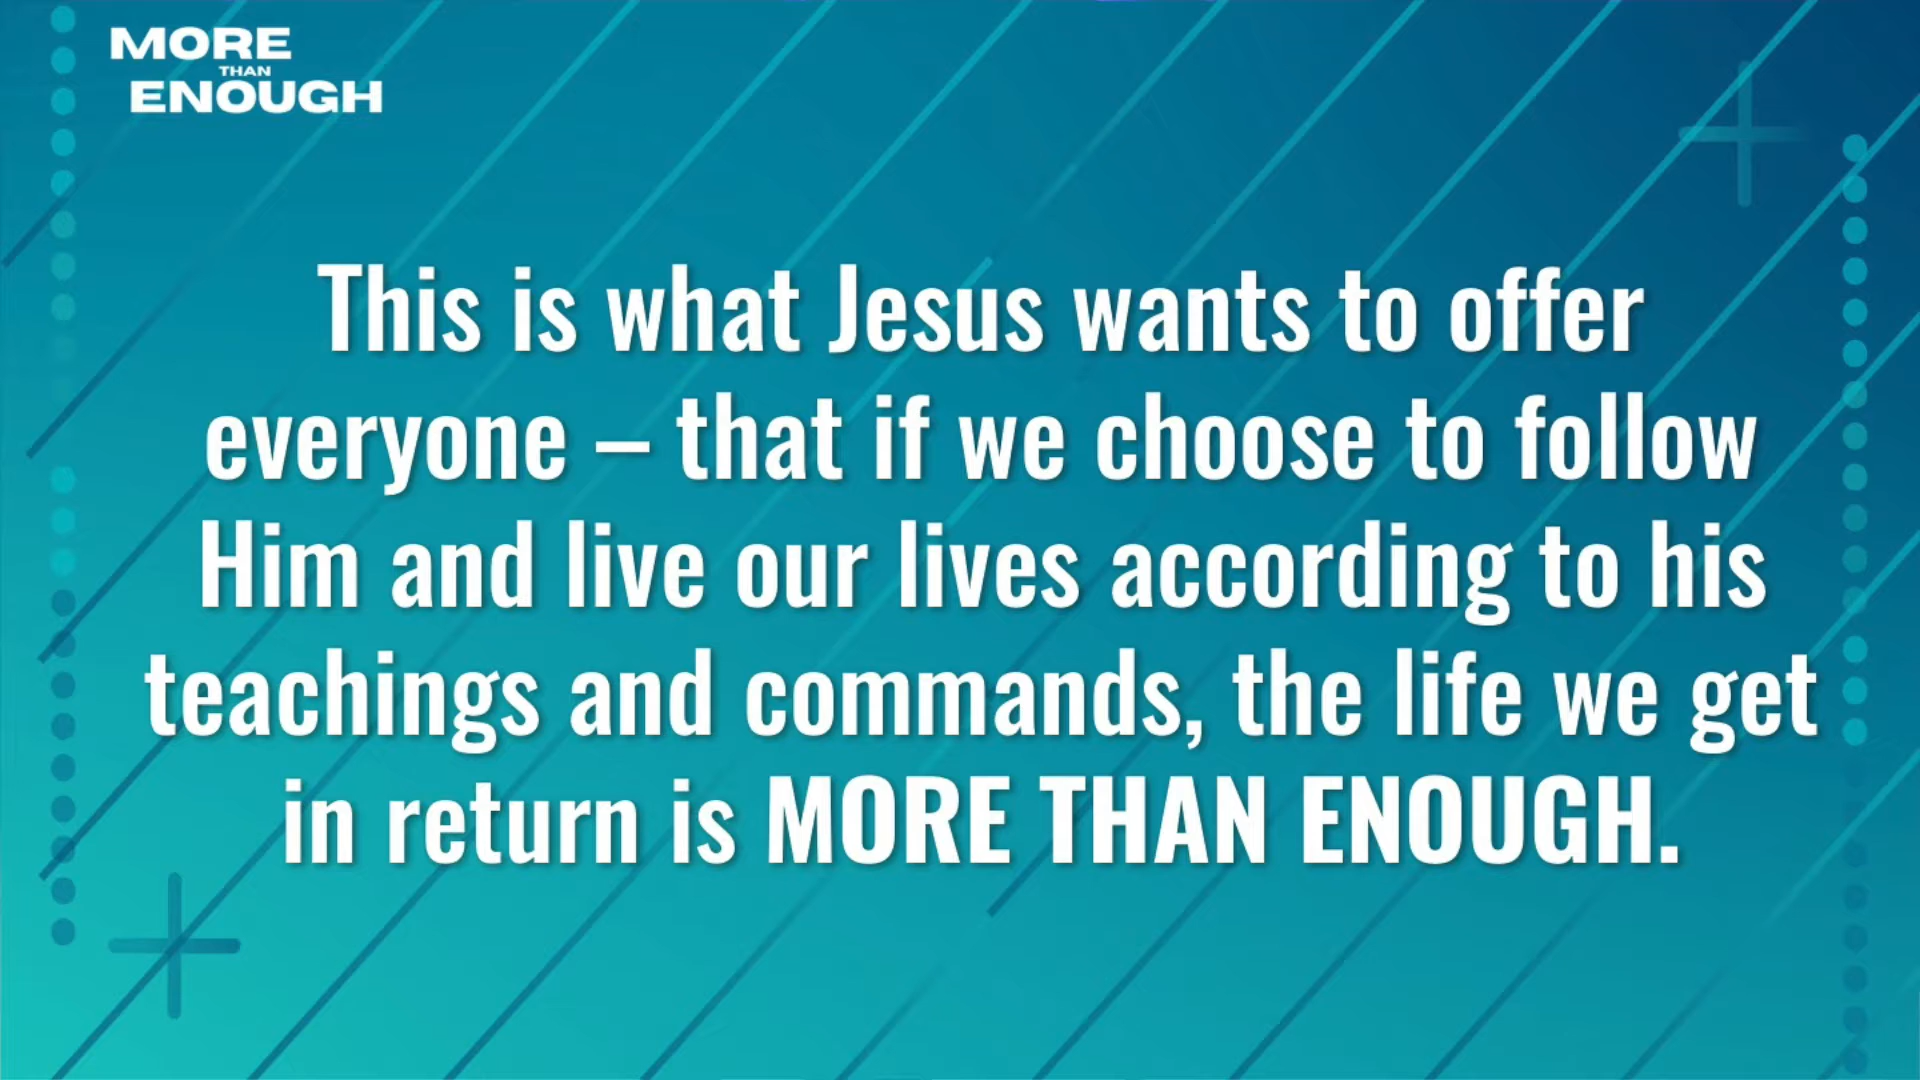 MORE
THAN
ENOUGH
This is what Jesus wants to offer
everyone – that if we choose to follow
Him and live our lives according to his
teachings and commands, the life we get
in return is MORE THAN ENOUGH.